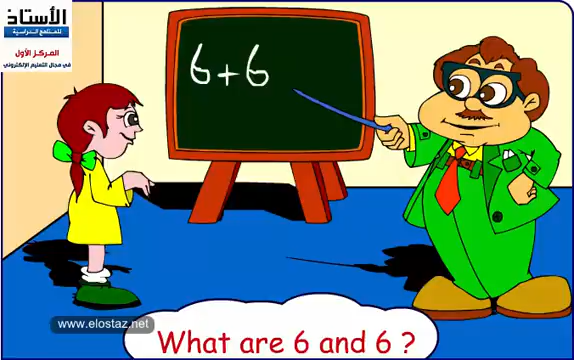 الأستاذ
للمناهج الدراسية
المركز الأول
في مجال التعليم الإلكتروني
6+6
www.elostaz.net
What are 6 and 6 ?